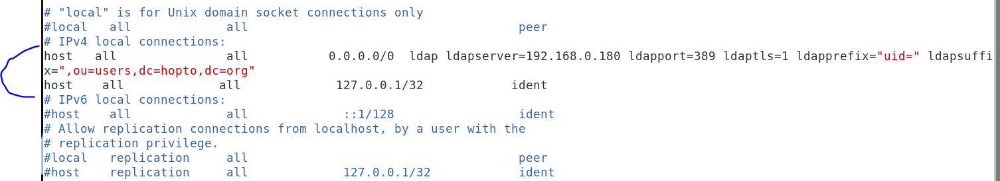 # "local" is for Unix domain socket connections only
#local   all             all                                     peer
# IPv4 local connections:
host   all               all           0.0.0.0/0  ldap ldapserver=192.168.0.180 ldapport=389 ldaptls=1 ldapprefix="uid=" ldapsuffi
x=",ou=users,dc=hopto,dc=org"
host    all             all             127.0.0.1/32            ident
# IPv6 local connections:
#host    all             all             ::1/128                 ident
# Allow replication connections from localhost, by a user with the
# replication privilege.
#local   replication     all                                     peer
#host    replication     all             127.0.0.1/32            ident